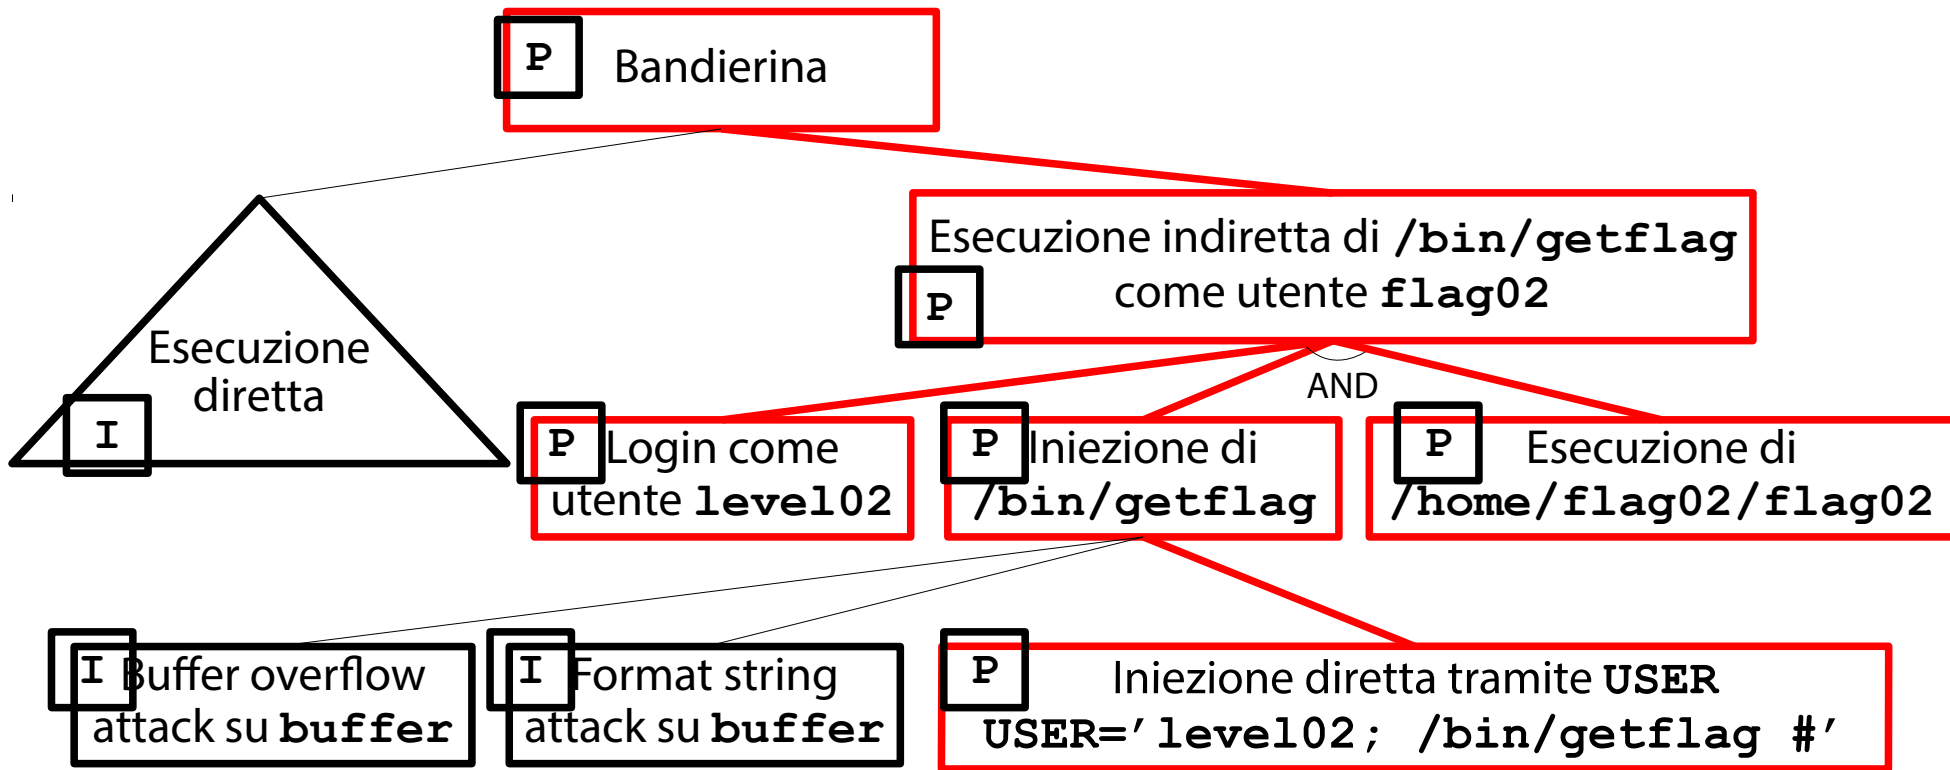 P
Bandierina
Esecuzione indiretta di /bin/getflag
come utente flag02
P
Esecuzione
diretta
I
AND
P Login come
utente level02
P Iniezione di
/bin/getflag
P Esecuzione di
/home/flag02/flag02
I Buffer overflow
attack su buffer
I Format string
attack su buffer
P Iniezione diretta tramite USER
USER=’level02; /bin/getflag #’